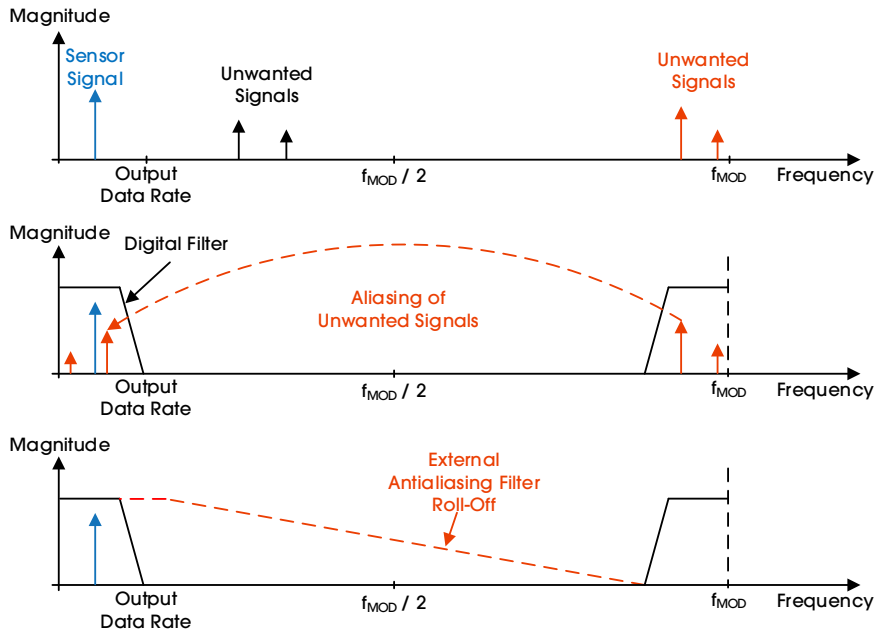 Magnitude
Sensor
Signal
Unwanted
Signals
Unwanted
Signals
Output
Data Rate
fMOD / 2
fMOD
Frequency
Magnitude
Digital Filter
Aliasing of
Unwanted Signals
Output
Data Rate
fMOD / 2
fMOD
Frequency
Magnitude
External
Antialiasing Filter
Roll-Off
Output
Data Rate
fMOD / 2
fMOD
Frequency